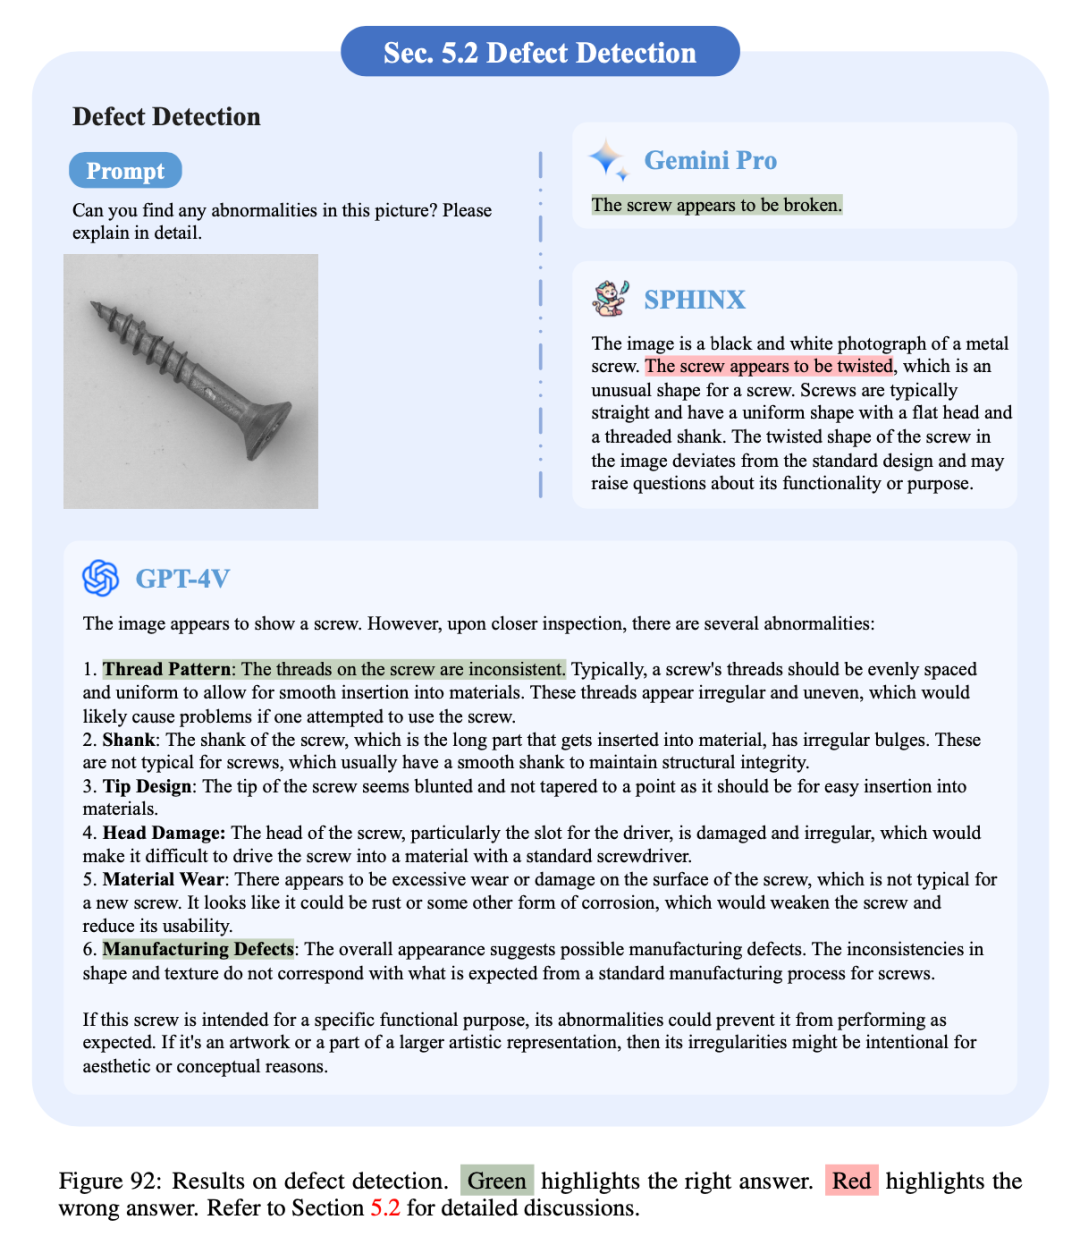 Sec. 5.2 Defect Detection
Defect Detection
Prompt
Can you find any abnormalities in this picture? Please
explain in detail.
Gemini Pro
The screw appears to be broken.
SPHINX
The image is a black and white photograph of a metal
screw. The screw appears to be twisted, which is an
unusual shape for a screw. Screws are typically
straight and have a uniform shape with a flat head and
a threaded shank. The twisted shape of the screw in
the image deviates from the standard design and may
raise questions about its functionality or purpose.
GPT-4V
The image appears to show a screw. However, upon closer inspection, there are several abnormalities:
1. Thread Pattern: The threads on the screw are inconsistent. Typically, a screw's threads should be evenly spaced
and uniform to allow for smooth insertion into materials. These threads appear irregular and uneven, which would
likely cause problems if one attempted to use the screw.
2. Shank: The shank of the screw, which is the long part that gets inserted into material, has irregular bulges. These
are not typical for screws, which usually have a smooth shank to maintain structural integrity.
3. Tip Design: The tip of the screw seems blunted and not tapered to a point as it should be for easy insertion into
materials.
4. Head Damage: The head of the screw, particularly the slot for the driver, is damaged and irregular, which would
make it difficult to drive the screw into a material with a standard screwdriver.
5. Material Wear: There appears to be excessive wear or damage on the surface of the screw, which is not typical for
a new screw. It looks like it could be rust or some other form of corrosion, which would weaken the screw and
reduce its usability.
6. Manufacturing Defects: The overall appearance suggests possible manufacturing defects. The inconsistencies in
shape and texture do not correspond with what is expected from a standard manufacturing process for screws.
If this screw is intended for a specific functional purpose, its abnormalities could prevent it from performing as
expected. If it's an artwork or a part of a larger artistic representation, then its irregularities might be intentional for
aesthetic or conceptual reasons.
Figure 92: Results on defect detection. Green highlights the right answer. Red highlights the
wrong answer. Refer to Section 5.2 for detailed discussions.